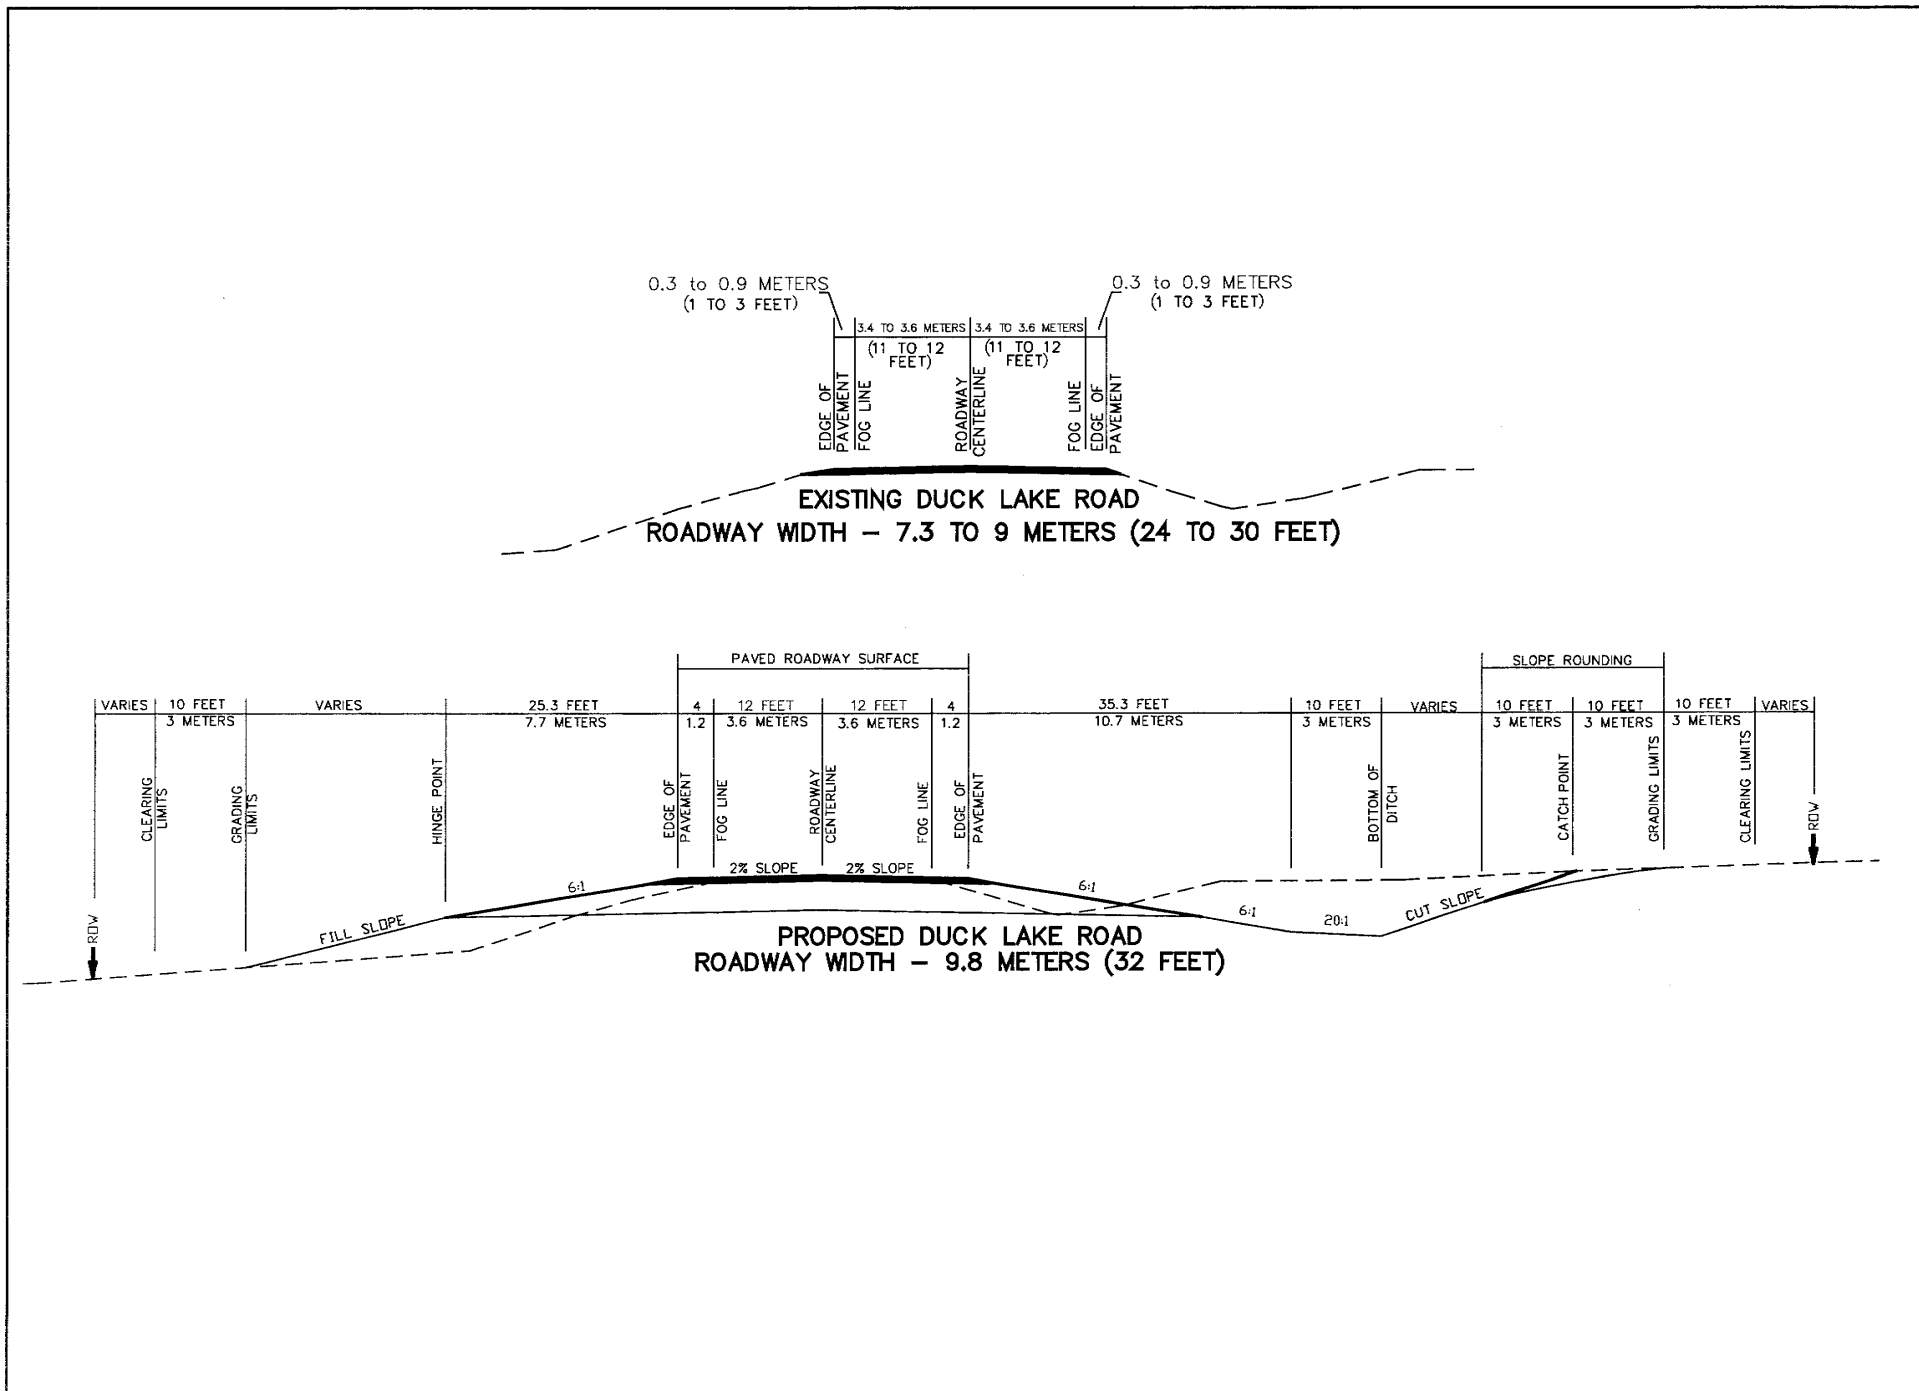 0.3 to 0.9 METERS
(1 TO 3 FEET)
0.3 to 0.9 METERS
(1 TO 3 FEET)
3.4 TO 3.6 METERS
(11 TO 12
FEET)
3.4 TO 3.6 METERS
(11 TO 12
FEET)
EDGE OF
PAVEMENT
FOG LINE
ROADWAY
CENTERLINE
FOG LINE
EDGE OF
PAVEMENT
EXISTING DUCK LAKE ROAD
ROADWAY WIDTH – 7.3 TO 9 METERS (24 TO 30 FEET)
PAVED ROADWAY SURFACE
SLOPE ROUNDING
VARIES
10 FEET
3 METERS
VARIES
25.3 FEET
7.7 METERS
4
1.2
12 FEET
3.6 METERS
12 FEET
3.6 METERS
4
1.2
35.3 FEET
10.7 METERS
10 FEET
3 METERS
VARIES
10 FEET
3 METERS
10 FEET
3 METERS
10 FEET
3 METERS
VARIES
ROW
CLEARING
LIMITS
GRADING
LIMITS
HINGE POINT
EDGE OF
PAVEMENT
FOG LINE
ROADWAY
CENTERLINE
FOG LINE
EDGE OF
PAVEMENT
BOTTOM OF
DITCH
CATCH POINT
GRADING LIMITS
CLEARING LIMITS
ROW
FILL SLOPE
6:1
2% SLOPE
2% SLOPE
6:1
6:1
20:1
CUT SLOPE
PROPOSED DUCK LAKE ROAD
ROADWAY WIDTH – 9.8 METERS (32 FEET)